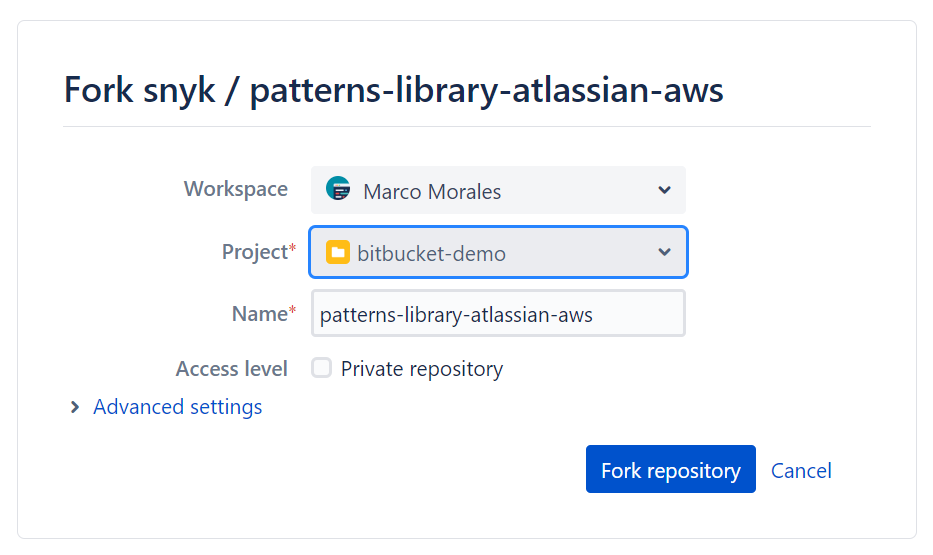 Fork snyk / patterns-library-atlassian-aws
Workspace Marco Morales
Project* bitbucket-demo
Name* patterns-library-atlassian-aws
Access level Private repository
Advanced settings
Fork repository Cancel